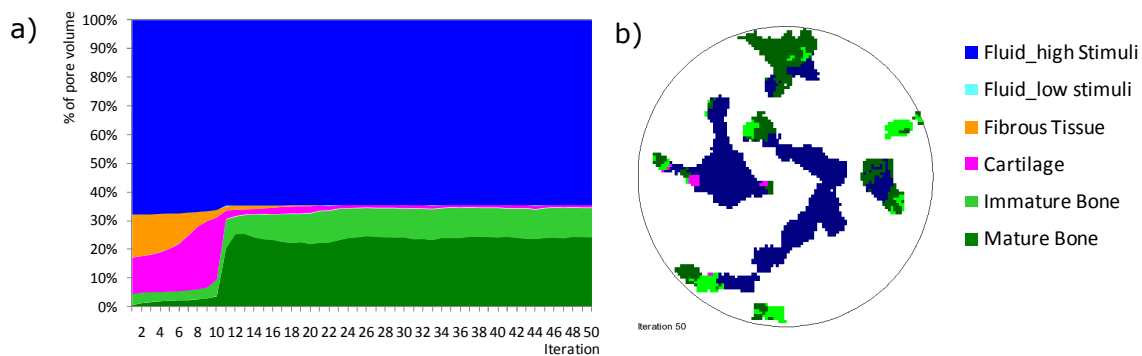 a)
% of pore volume
100%
90%
80%
70%
60%
50%
40%
30%
20%
10%
0%
2 4 6 8 10 12 14 16 18 20 22 24 26 28 30 32 34 36 38 40 42 44 46 48 50
Iteration
b)
Iteration 50
Fluid_high Stimuli
Fluid_low stimuli
Fibrous Tissue
Cartilage
Immature Bone
Mature Bone